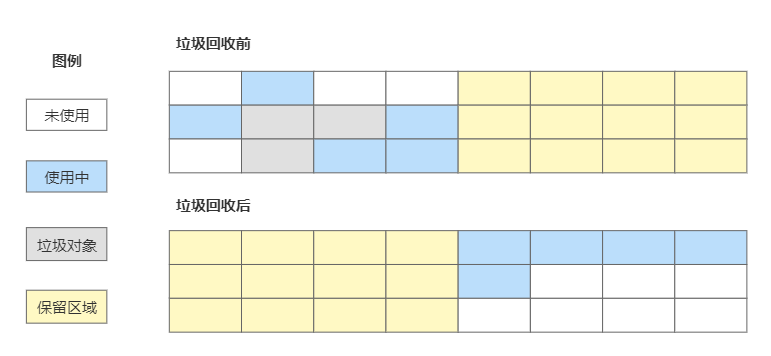 垃圾回收前
图例
未使用
使用中
垃圾回收后
垃圾对象
保留区域